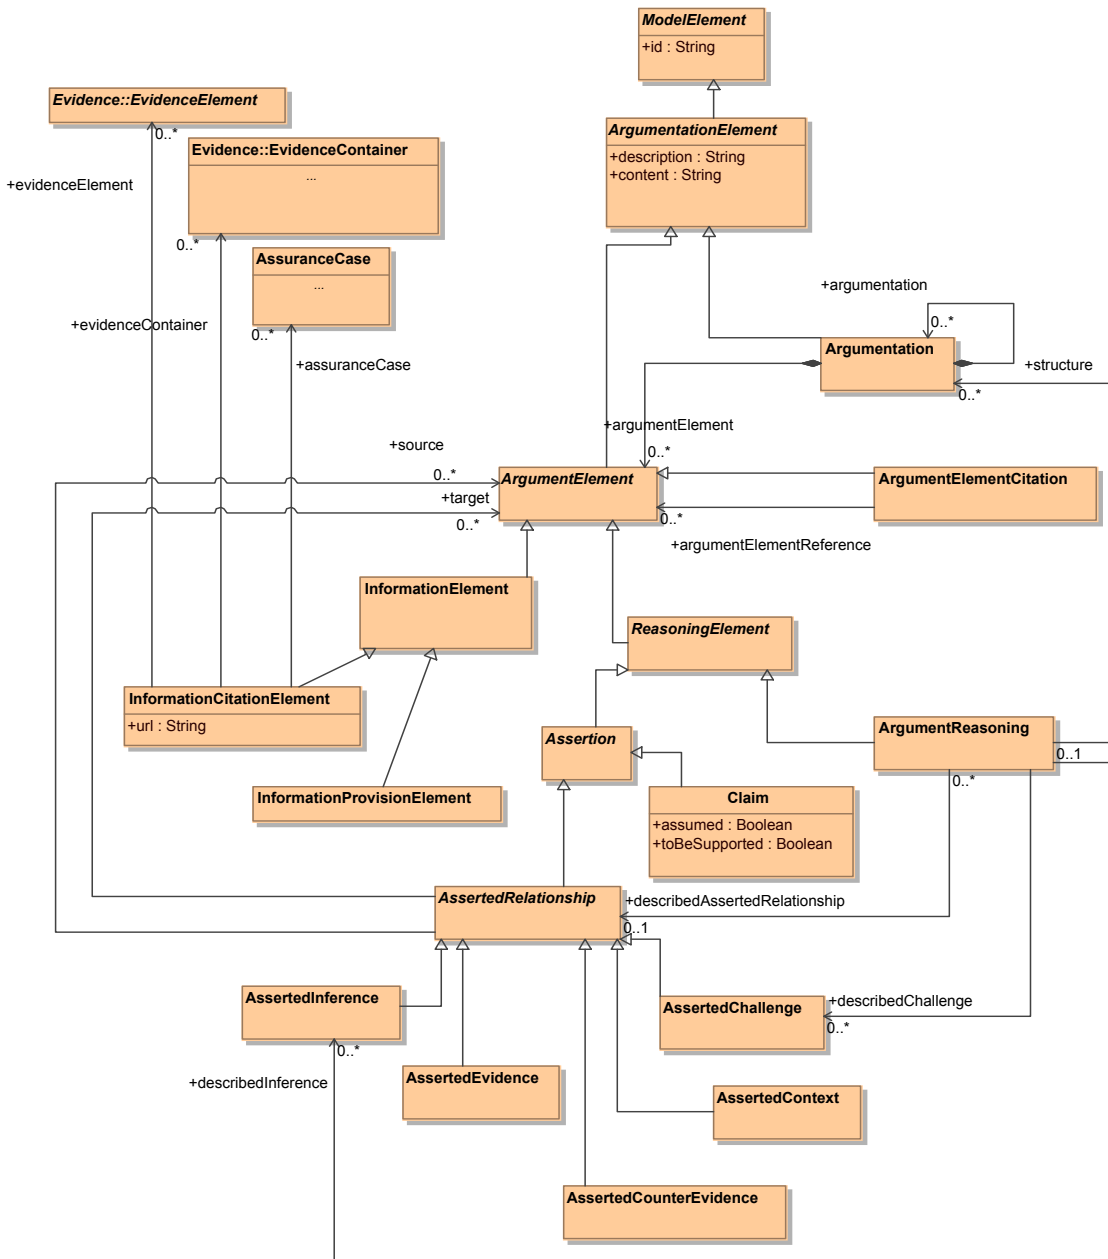 ModelElement
+id : String
Evidence::EvidenceElement
0..*
ArgumentationElement
+description : String
+content : String
Evidence::EvidenceContainer
...
+evidenceElement
0..*
AssuranceCase
...
0..*
+evidenceContainer
+assuranceCase
+argumentation
0..*
Argumentation
+structure
0..*
+argumentElement
0..*
+source
0..*
+target
0..*
ArgumentElement
0..*
ArgumentElementCitation
+argumentElementReference
InformationElement
ReasoningElement
InformationCitationElement
+url : String
InformationProvisionElement
Assertion
ArgumentReasoning
0..1
0..*
Claim
+assumed : Boolean
+toBeSupported : Boolean
AssertedRelationship
+describedAssertedRelationship
0..1
AssertedInference
0..*
+describedInference
AssertedChallenge
+describedChallenge
0..*
AssertedEvidence
AssertedContext
AssertedCounterEvidence